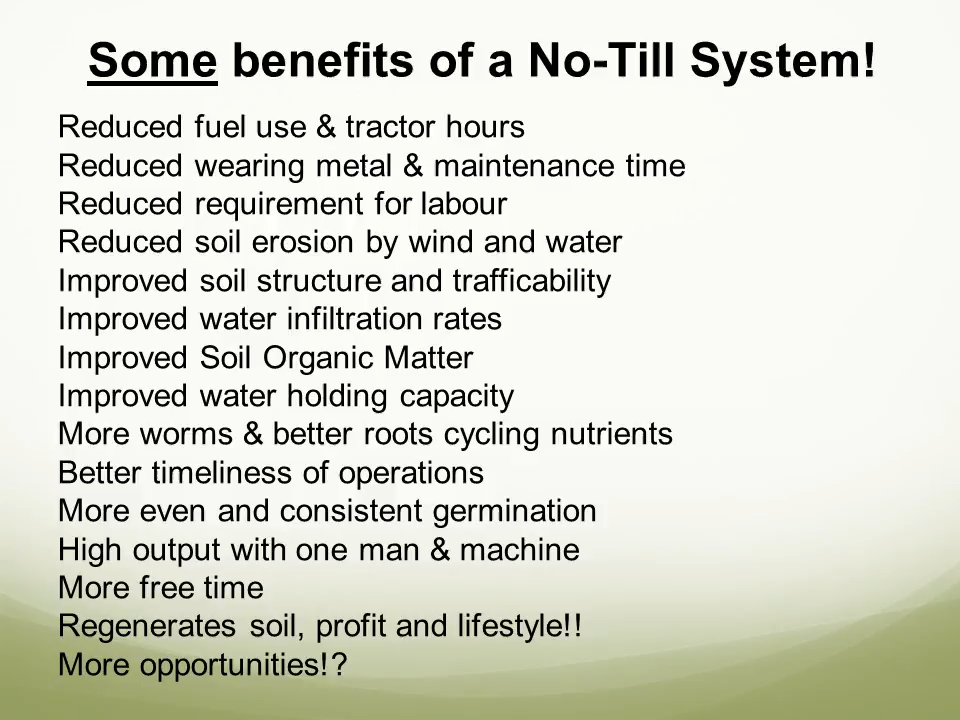 Some benefits of a No-Till System!
Reduced fuel use & tractor hours
Reduced wearing metal & maintenance time
Reduced requirement for labour
Reduced soil erosion by wind and water
Improved soil structure and trafficability
Improved water infiltration rates
Improved Soil Organic Matter
Improved water holding capacity
More worms & better roots cycling nutrients
Better timeliness of operations
More even and consistent germination
High output with one man & machine
More free time
Regenerates soil, profit and lifestyle!!
More opportunities!?